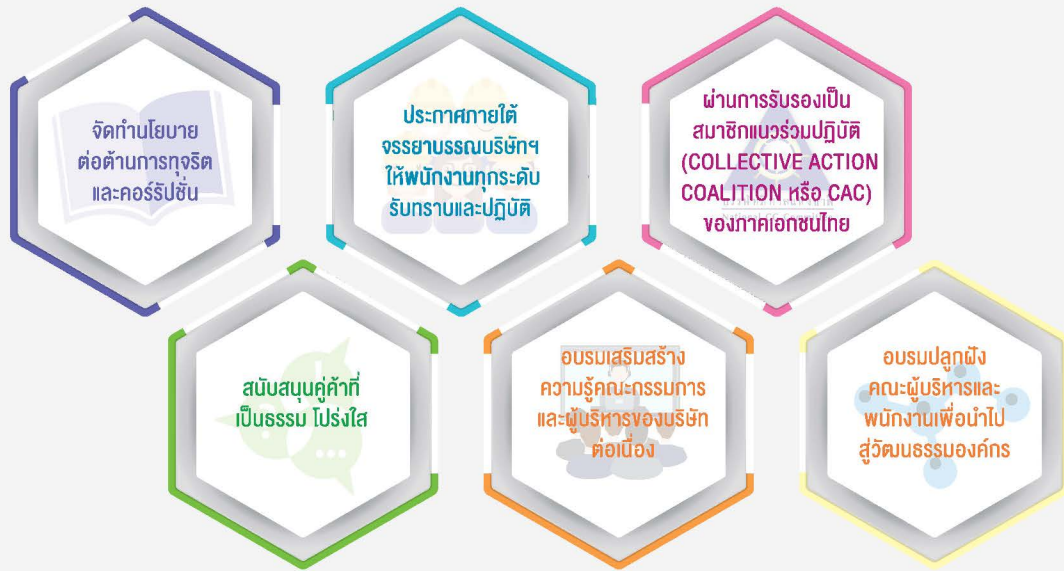 จัดทำนโยบาย
ต่อต้านการทุจริต
และคอร์รัปชั่น
ประกาศภายใต้
จรรยาบรรณบริษัทฯ
ให้พนักงานทุกระดับ
รับทราบและปฏิบัติ
ผ่านการรับรองเป็น
สมาชิกแนวร่วมปฏิบัติ
(COLLECTIVE ACTION
COALITION หรือ CAC)
ของภาคเอกชนไทย
สนับสนุนคู่ค้าที่
เป็นธรรม โปร่งใส
อบรมเสริมสร้าง
ความรู้คณะกรรมการ
และผู้บริหารของบริษัท
ต่อเนื่อง
อบรมปลูกฝัง
คณะผู้บริหารและ
พนักงานเพื่อนำไป
สู่วัฒนธรรมองค์กร